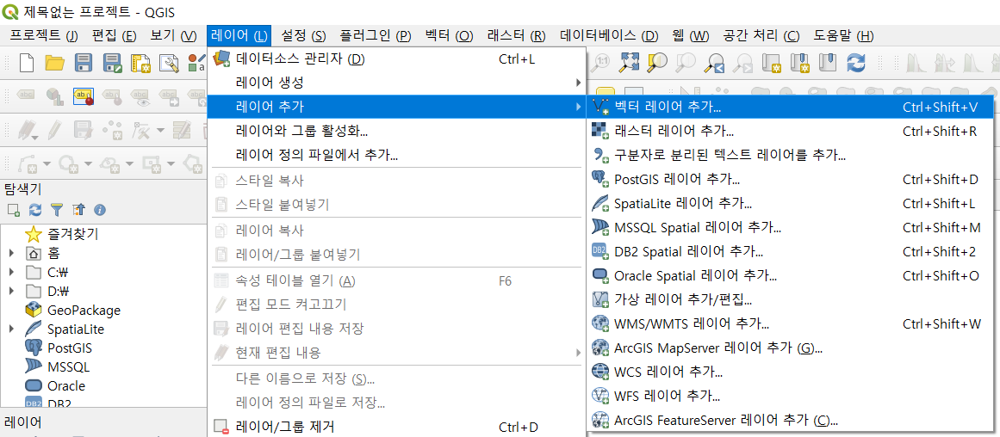 제목없는 프로젝트 - QGIS
프로젝트 (J) 편집 (E) 보기 (V) 레이어 (L) 설정 (S) 플러그인 (P) 벡터 (O) 래스터 (R) 데이터베이스 (D) 웹 (W) 공간 처리 (C) 도움말 (H)
데이터소스 관리자 (D) Ctrl+L
레이어 생성
레이어 추가
레이어와 그룹 활성화...
레이어 정의 파일에서 추가...
스타일 복사
스타일 붙여넣기
레이어 복사
레이어/그룹 붙여넣기
속성 테이블 열기 (A) F6
편집 모드 켜고끄기
레이어 편집 내용 저장
현재 편집 내용
다른 이름으로 저장 (S)...
레이어 정의 파일로 저장...
레이어/그룹 제거 Ctrl+D
벡터 레이어 추가... Ctrl+Shift+V
래스터 레이어 추가... Ctrl+Shift+R
구분자로 분리된 텍스트 레이어를 추가...
PostGIS 레이어 추가... Ctrl+Shift+D
SpatiaLite 레이어 추가... Ctrl+Shift+L
MSSQL Spatial 레이어 추가... Ctrl+Shift+M
DB2 Spatial 레이어 추가... Ctrl+Shift+2
Oracle Spatial 레이어 추가... Ctrl+Shift+O
가상 레이어 추가/편집...
WMS/WMTS 레이어 추가... Ctrl+Shift+W
ArcGIS MapServer 레이어 추가 (G)...
WCS 레이어 추가...
WFS 레이어 추가...
ArcGIS FeatureServer 레이어 추가 (C)...
탐색기
즐겨찾기
홈
C:\
D:\
GeoPackage
SpatiaLite
PostGIS
MSSQL
Oracle
DB2
레이어